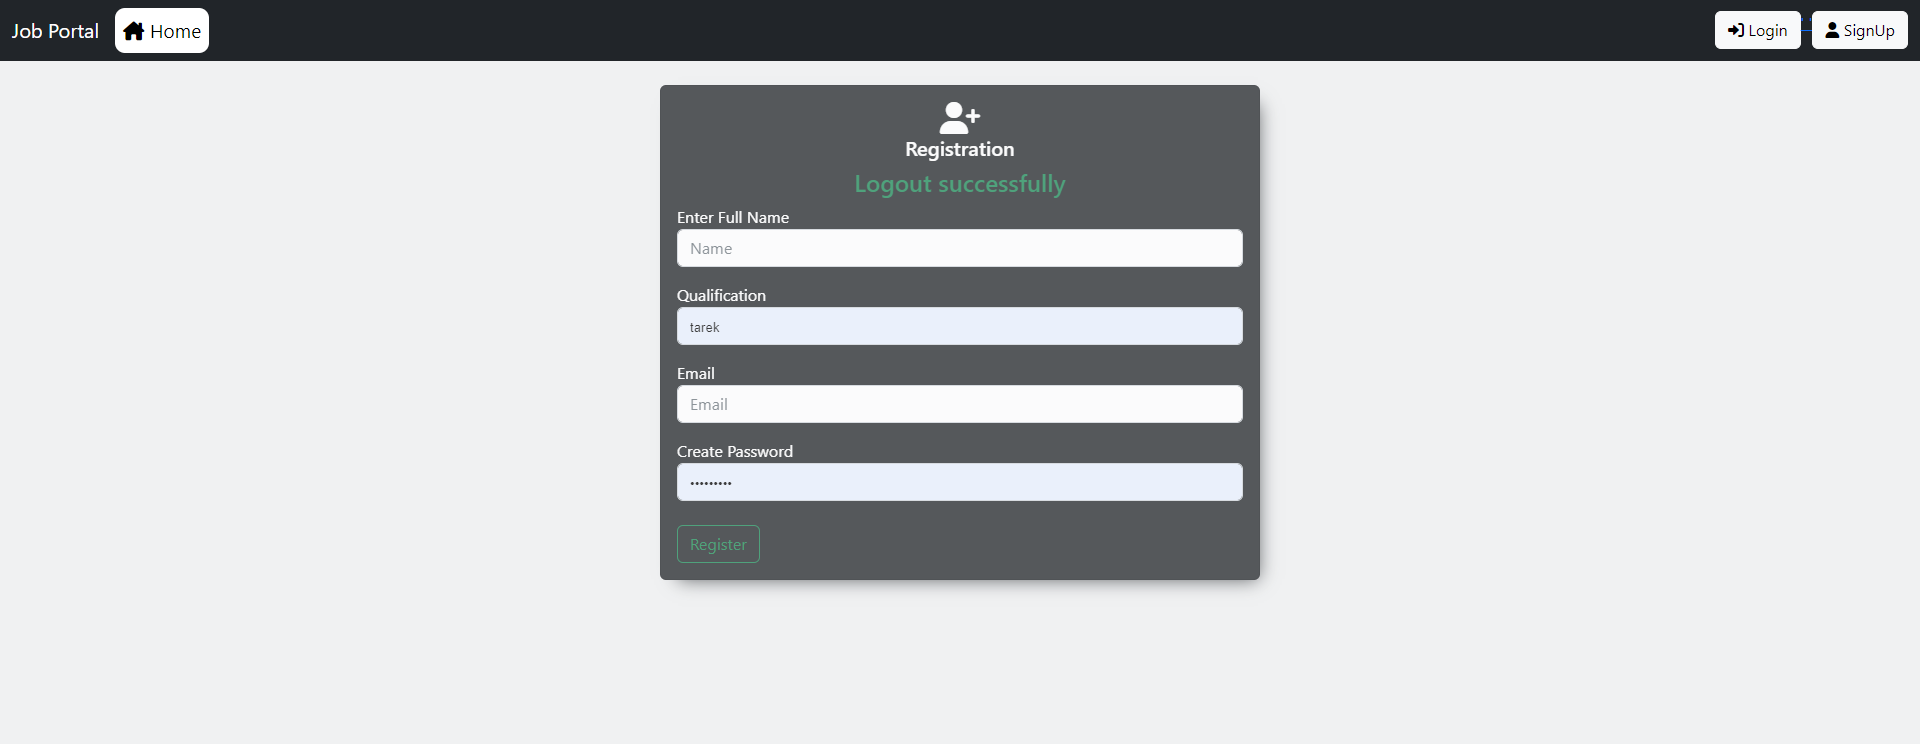 Job Portal Home Login SignUp
Registration
Logout successfully
Enter Full Name
Name
Qualification
tarek
Email
Email
Create Password
•••••••••
Register